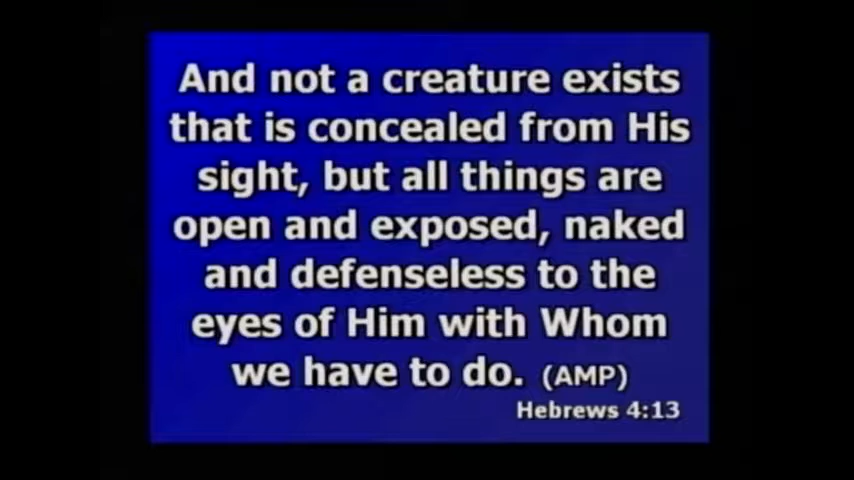 And not a creature exists
that is concealed from His
sight, but all things are
open and exposed, naked
and defenseless to the
eyes of Him with Whom
we have to do. (AMP)
Hebrews 4:13